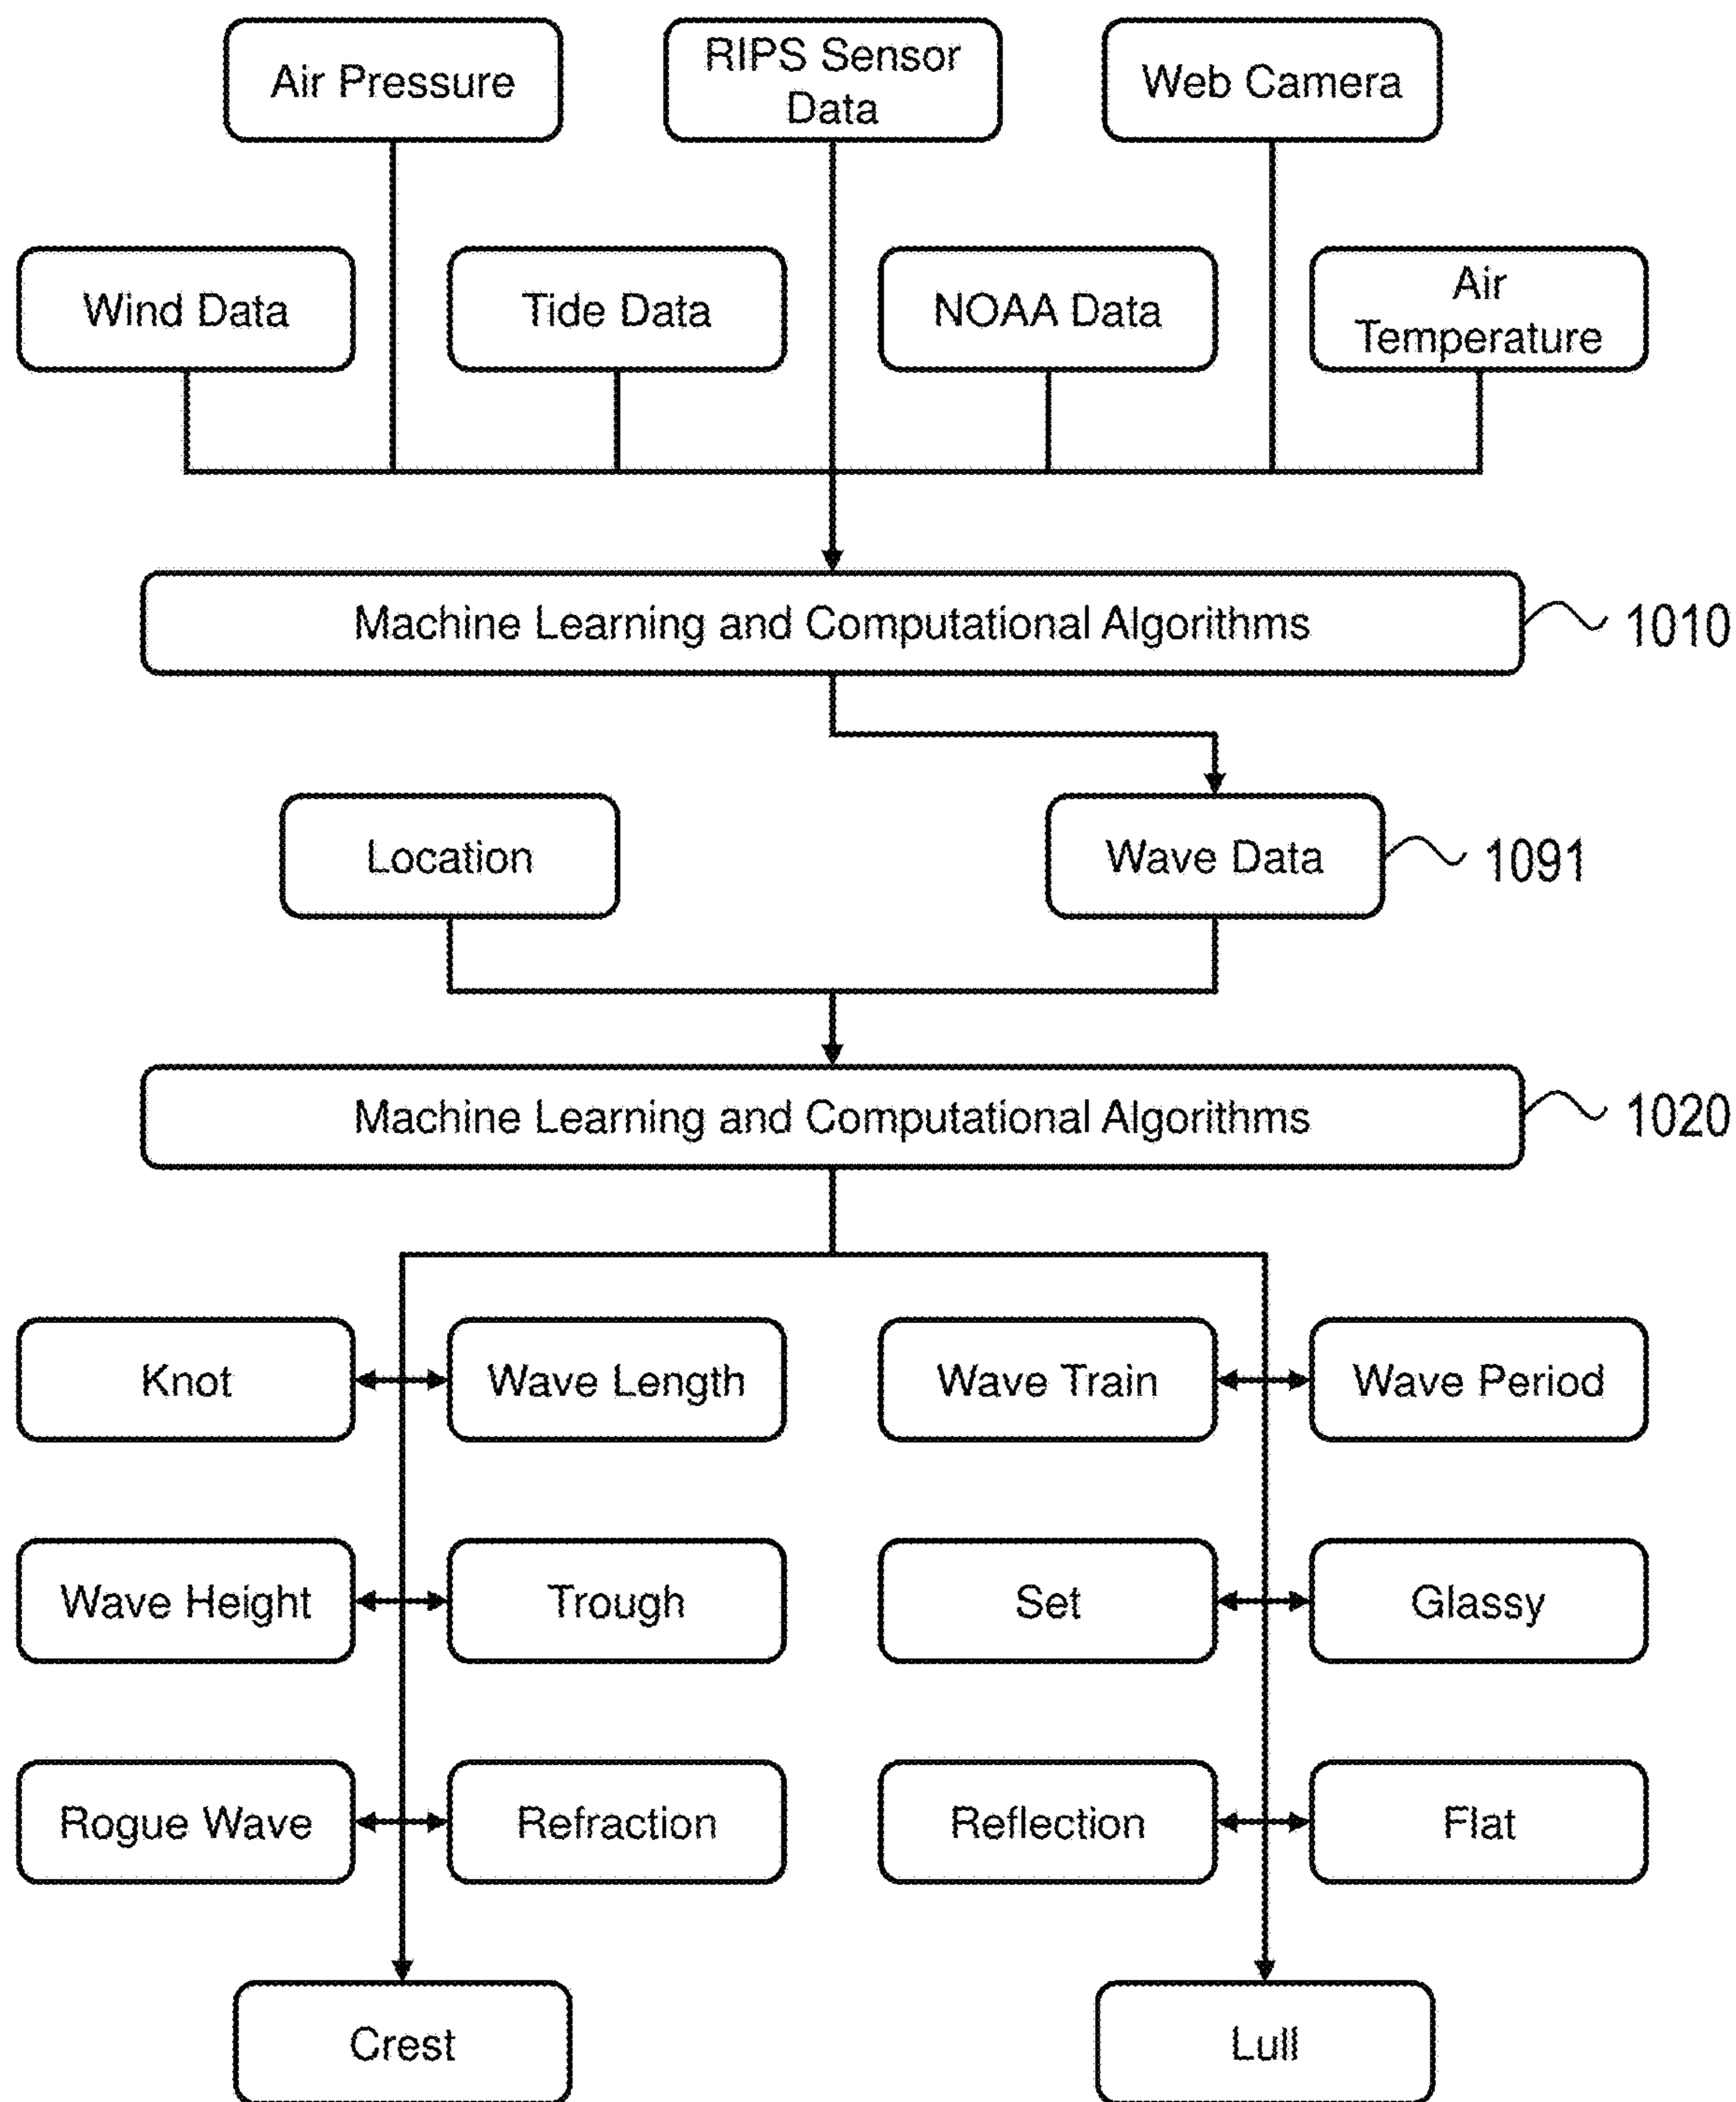 Air Pressure
RIPS Sensor
Data
Web Camera
Wind Data
Tide Data
NOAA Data
Air
Temperature
Machine Learning and Computational Algorithms
1010
Location
Wave Data
1091
Machine Learning and Computational Algorithms
1020
Knot
Wave Length
Wave Train
Wave Period
Wave Height
Trough
Set
Glassy
Rogue Wave
Refraction
Reflection
Flat
Crest
Lull